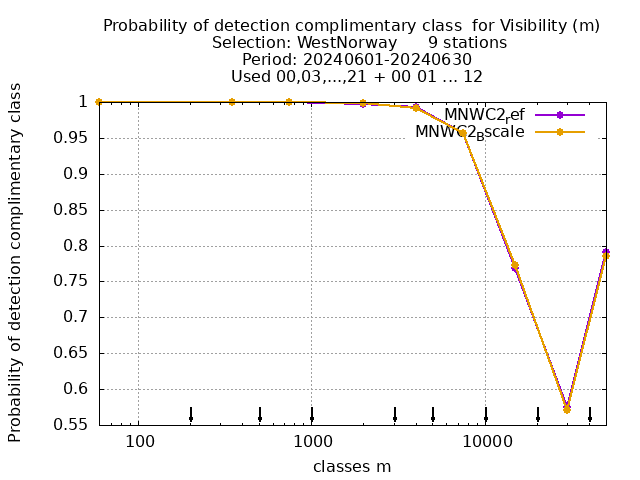 Probability of detection complimentary class  for Visibility (m)
Selection: WestNorway      9 stations
Period: 20240601-20240630
Used 00,03,...,21 + 00 01 ... 12
Probability of detection complimentary class
1
0.95
0.9
0.85
0.8
0.75
0.7
0.65
0.6
0.55
MNWC2ref
MNWC2Bscale
100
1000
10000
classes m